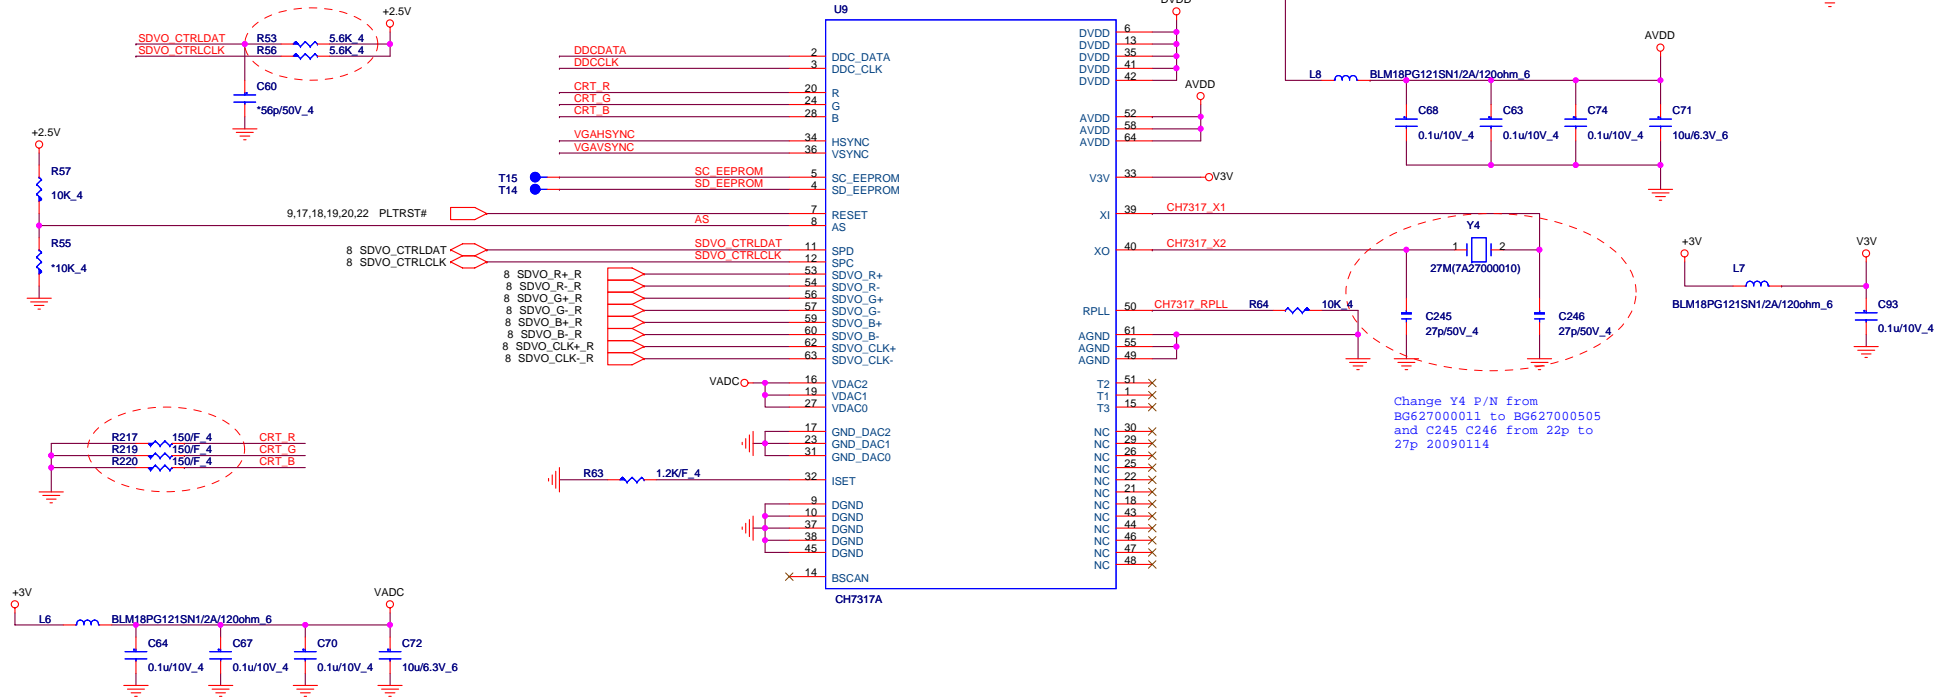 +2.5V
SDVO_CTRLDAT R53 5.6K_4
SDVO_CTRLCLK R56 5.6K_4
C60
*56p/50V_4
+2.5V
R57
10K_4
R55
*10K_4
9,17,18,19,20,22 PLTRST#
AS
8 SDVO_CTRLDAT SDVO_CTRLDAT
8 SDVO_CTRLCLK SDVO_CTRLCLK
8 SDVO_R+_R
8 SDVO_R-_R
8 SDVO_G+_R
8 SDVO_G-_R
8 SDVO_B+_R
8 SDVO_B-_R
8 SDVO_CLK+_R
8 SDVO_CLK-_R
DDCDATA
DDCCLK
CRT_R
CRT_G
CRT_B
VGAHSYNC
VGAVSYNC
T15 SC_EEPROM
T14 SD_EEPROM
VADC
R63 1.2K/F_4
R217 150/F_4 CRT_R
R219 150/F_4 CRT_G
R220 150/F_4 CRT_B
+3V
VADC
L6 BLM18PG121SN1/2A/120ohm_6
C64
0.1u/10V_4
C67
0.1u/10V_4
C70
0.1u/10V_4
C72
10u/6.3V_6
U9
2 DDC_DATA
3 DDC_CLK
20 R
24 G
28 B
34 HSYNC
36 VSYNC
5 SC_EEPROM
4 SD_EEPROM
7 RESET
8 AS
11 SPD
12 SPC
53 SDVO_R+
54 SDVO_R-
56 SDVO_G+
57 SDVO_G-
59 SDVO_B+
60 SDVO_B-
62 SDVO_CLK+
63 SDVO_CLK-
16 VDAC2
19 VDAC1
27 VDAC0
17 GND_DAC2
23 GND_DAC1
31 GND_DAC0
32 ISET
9 DGND
10 DGND
37 DGND
38 DGND
45 DGND
14 BSCAN
CH7317A
DVDD
DVDD 6
DVDD 13
DVDD 35
DVDD 41
DVDD 42
AVDD
AVDD 52
AVDD 58
AVDD 64
V3V 33 V3V
XI 39 CH7317_X1
XO 40 CH7317_X2
RPLL 50 CH7317_RPLL R64 10K_4
AGND 61
AGND 55
AGND 49
T2 51
T1 1
T3 15
NC 30
NC 29
NC 26
NC 25
NC 22
NC 21
NC 18
NC 43
NC 44
NC 46
NC 47
NC 48
AVDD
L8 BLM18PG121SN1/2A/120ohm_6
C68
0.1u/10V_4
C63
0.1u/10V_4
C74
0.1u/10V_4
C71
10u/6.3V_6
Y4
1 2
27M(7A27000010)
C245
27p/50V_4
C246
27p/50V_4
Change Y4 P/N from
BG627000011 to BG627000505
and C245 C246 from 22p to
27p 20090114
+3V
V3V
L7
BLM18PG121SN1/2A/120ohm_6
C93
0.1u/10V_4